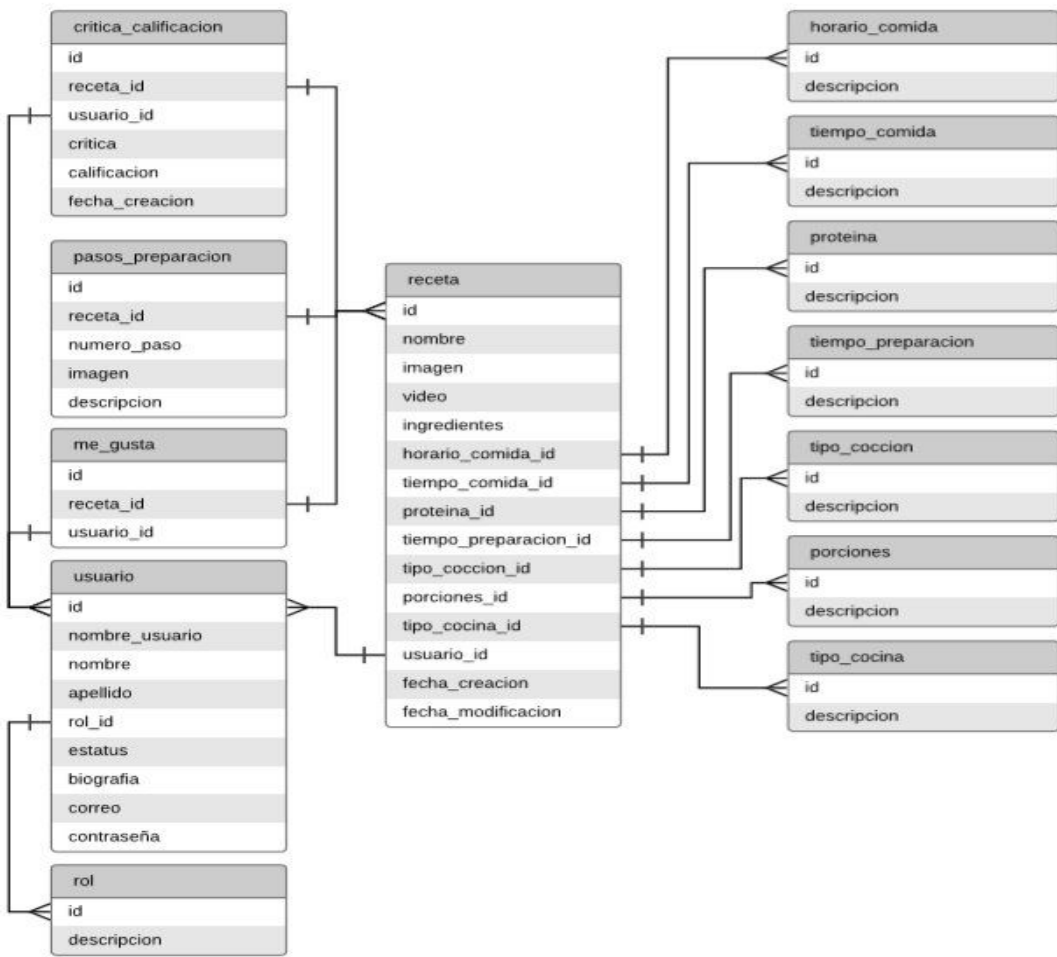 critica_calificacion
id
receta_id
usuario_id
critica
calificacion
fecha_creacion
pasos_preparacion
id
receta_id
numero_paso
imagen
descripcion
me_gusta
id
receta_id
usuario_id
usuario
id
nombre_usuario
nombre
apellido
rol_id
estatus
biografia
correo
contraseña
rol
id
descripcion
receta
id
nombre
imagen
video
ingredientes
horario_comida_id
tiempo_comida_id
proteina_id
tiempo_preparacion_id
tipo_coccion_id
porciones_id
tipo_cocina_id
usuario_id
fecha_creacion
fecha_modificacion
horario_comida
id
descripcion
tiempo_comida
id
descripcion
proteina
id
descripcion
tiempo_preparacion
id
descripcion
tipo_coccion
id
descripcion
porciones
id
descripcion
tipo_cocina
id
descripcion